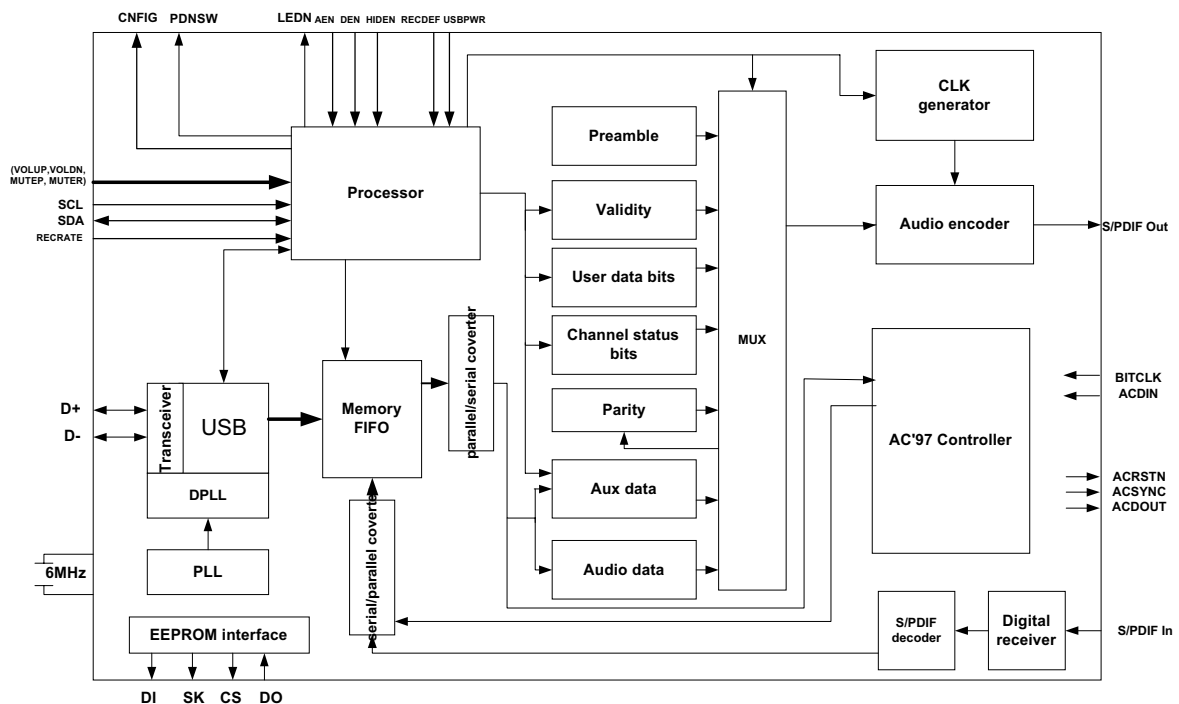 CNFIG PDNSW LEDN AEN DEN HIDEN RECDEF USBPWR
CLK
generator
Preamble
(VOLUP,VOLDN,
MUTEP, MUTER)
Processor
SCL
SDA
RECRATE
Validity
Audio encoder
S/PDIF Out
User data bits
Channel status
bits
MUX
parallel/serial coverter
Memory
FIFO
Transceiver
USB
D+
D-
DPLL
PLL
6MHz
Parity
Aux data
Audio data
serial/parallel coverter
AC'97 Controller
BITCLK
ACDIN
ACRSTN
ACSYNC
ACDOUT
S/PDIF
decoder
Digital
receiver
S/PDIF In
EEPROM interface
DI SK CS DO